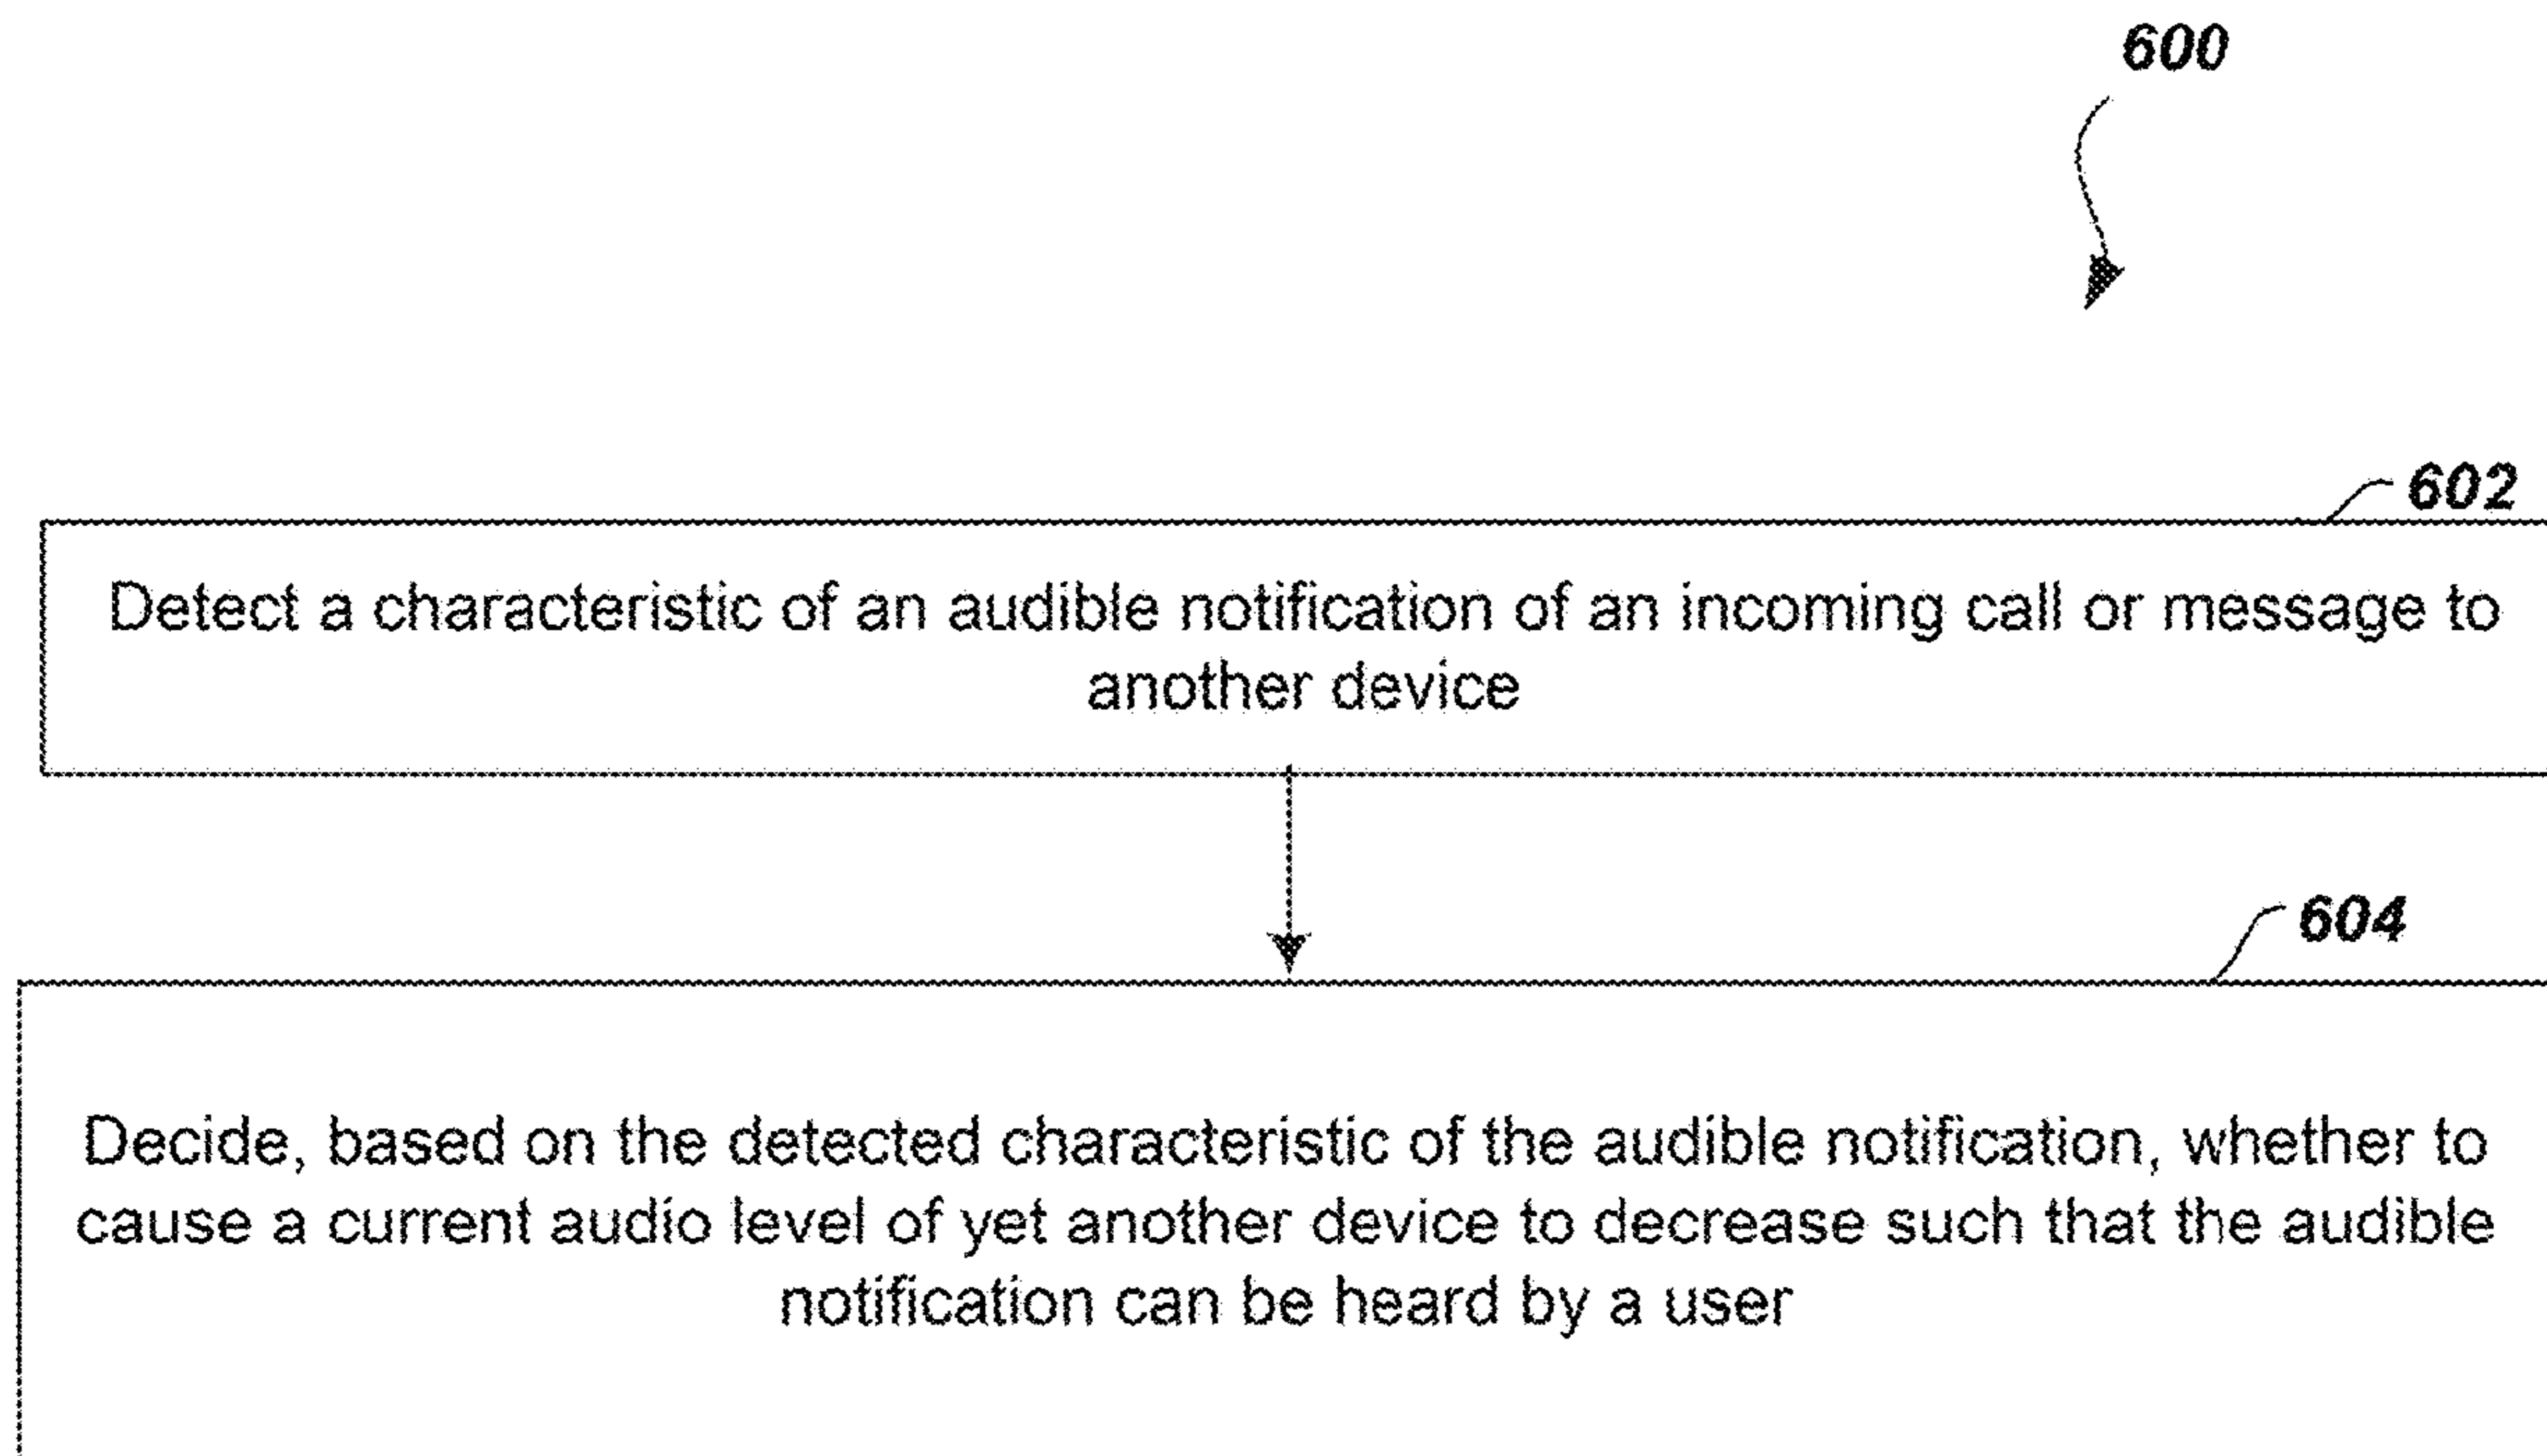 600
602
Detect a characteristic of an audible notification of an incoming call or message to
another device
604
Decide, based on the detected characteristic of the audible notification, whether to
cause a current audio level of yet another device to decrease such that the audible
notification can be heard by a user